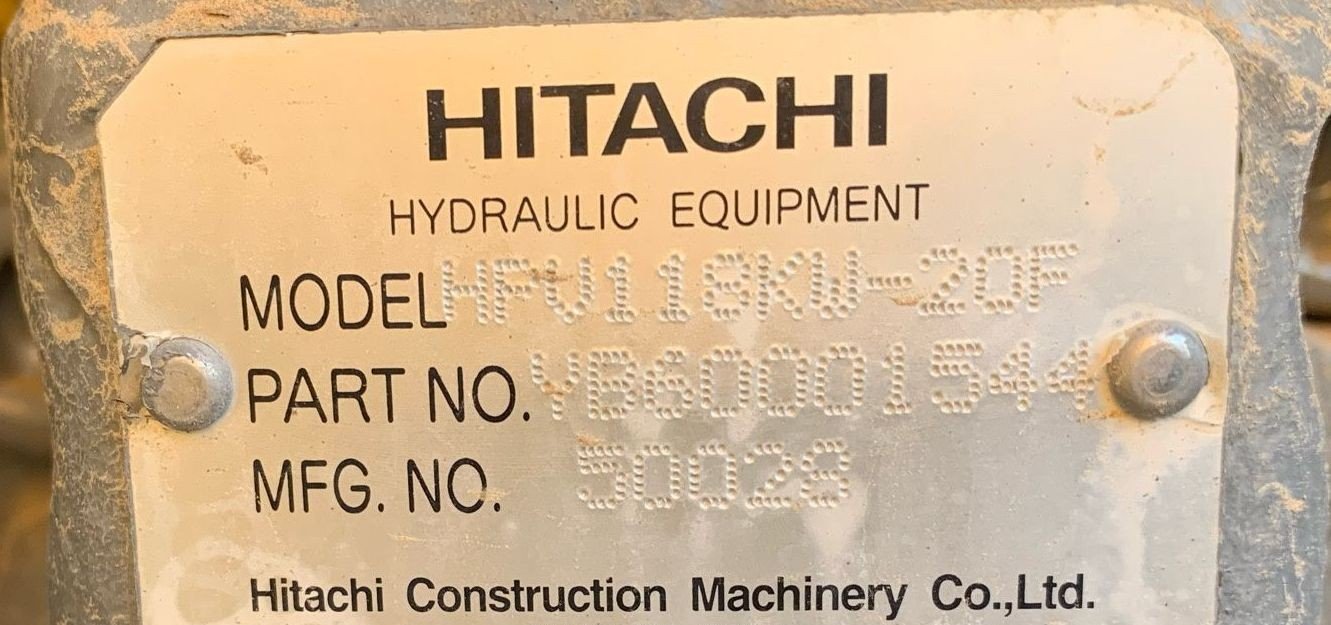 HITACHI
HYDRAULIC EQUIPMENT
MODEL HPV118KW-20F
PART NO. YB60001544
MFG. NO. 50028
Hitachi Construction Machinery Co.,Ltd.